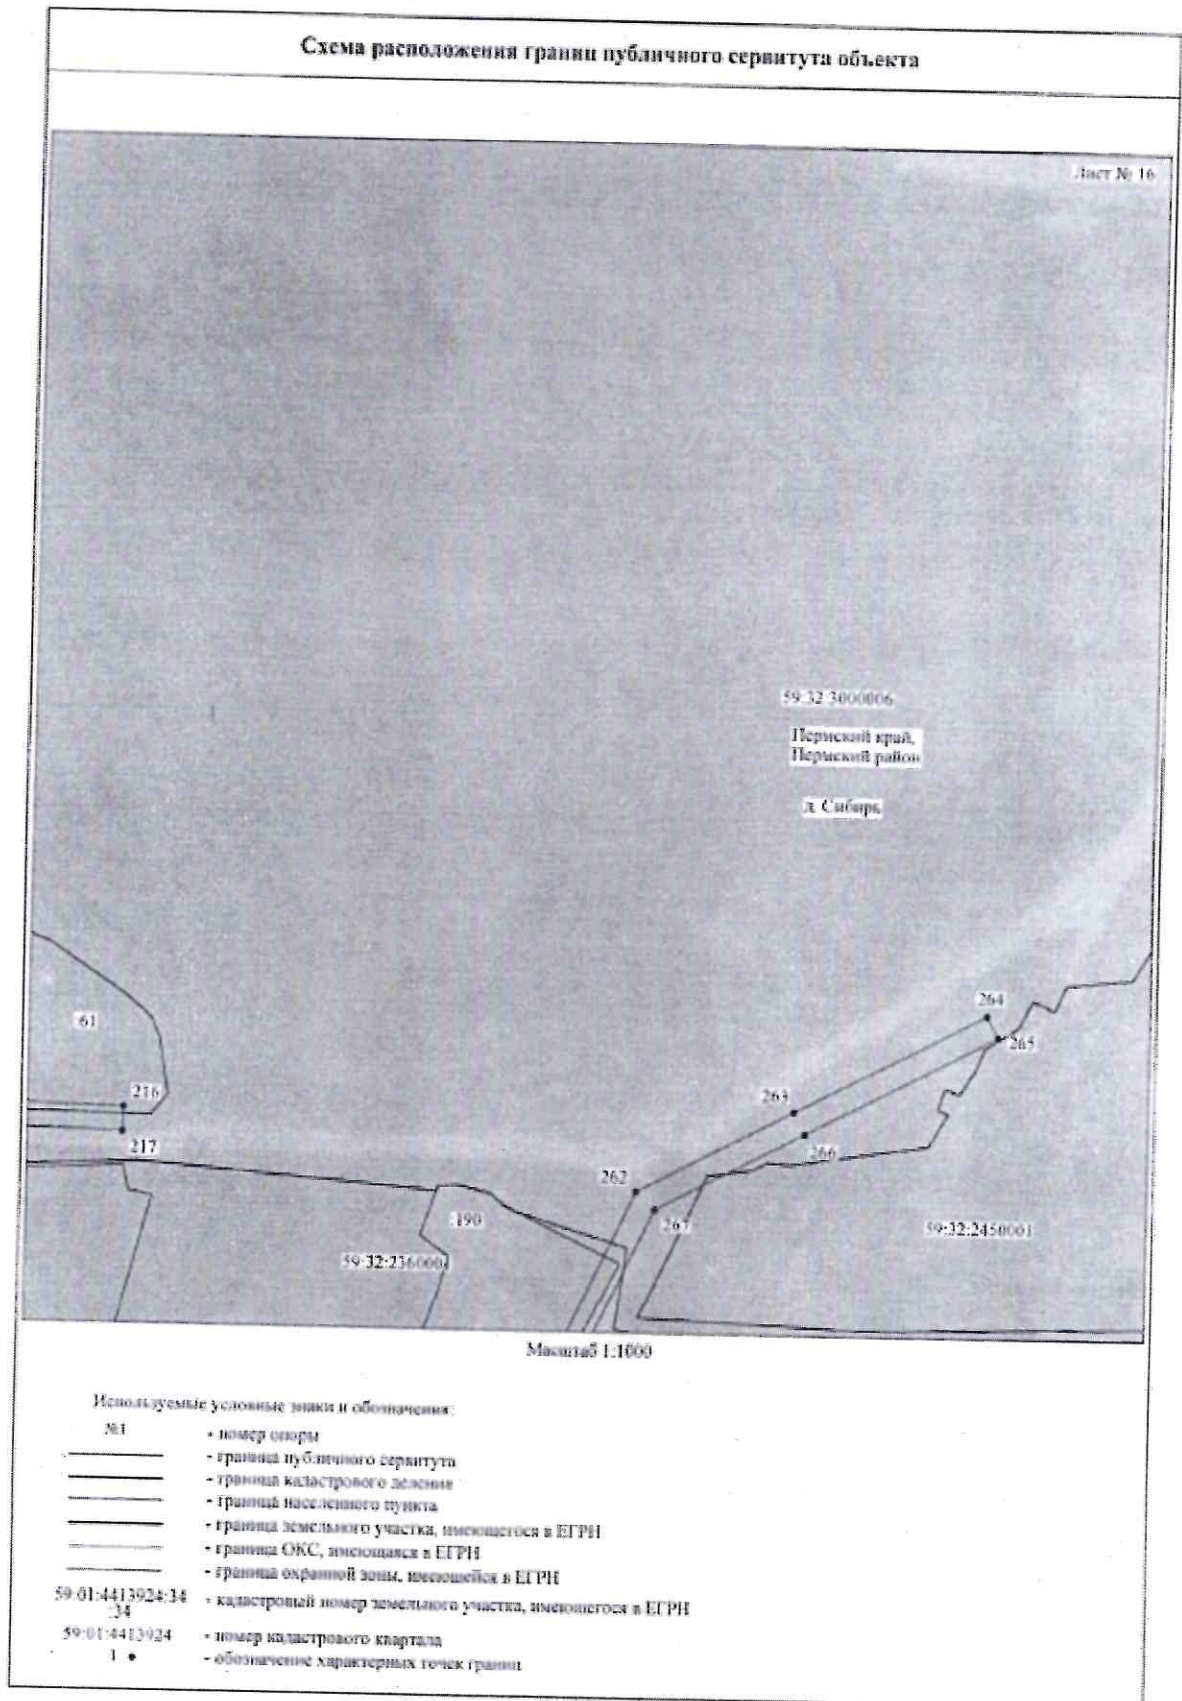 Схема расположения границ публичного сервитута объекта
Лист № 16
59:32:3000006
Пермский край,
Пермский район
д. Сибирь
:61
216
217
264
265
263
266
262
267
:190
59:32:236000
59:32:2450001
Масштаб 1:1000
Используемые условные знаки и обозначения:
№1 - номер опоры
- граница публичного сервитута
- граница кадастрового деления
- граница населенного пункта
- граница земельного участка, имеющегося в ЕГРН
- граница ОКС, имеющаяся в ЕГРН
- граница охранной зоны, имеющейся в ЕГРН
59:01:4413924:34
:34 - кадастровый номер земельного участка, имеющегося в ЕГРН
59:01:4413924 - номер кадастрового квартала
1 • - обозначение характерных точек границ